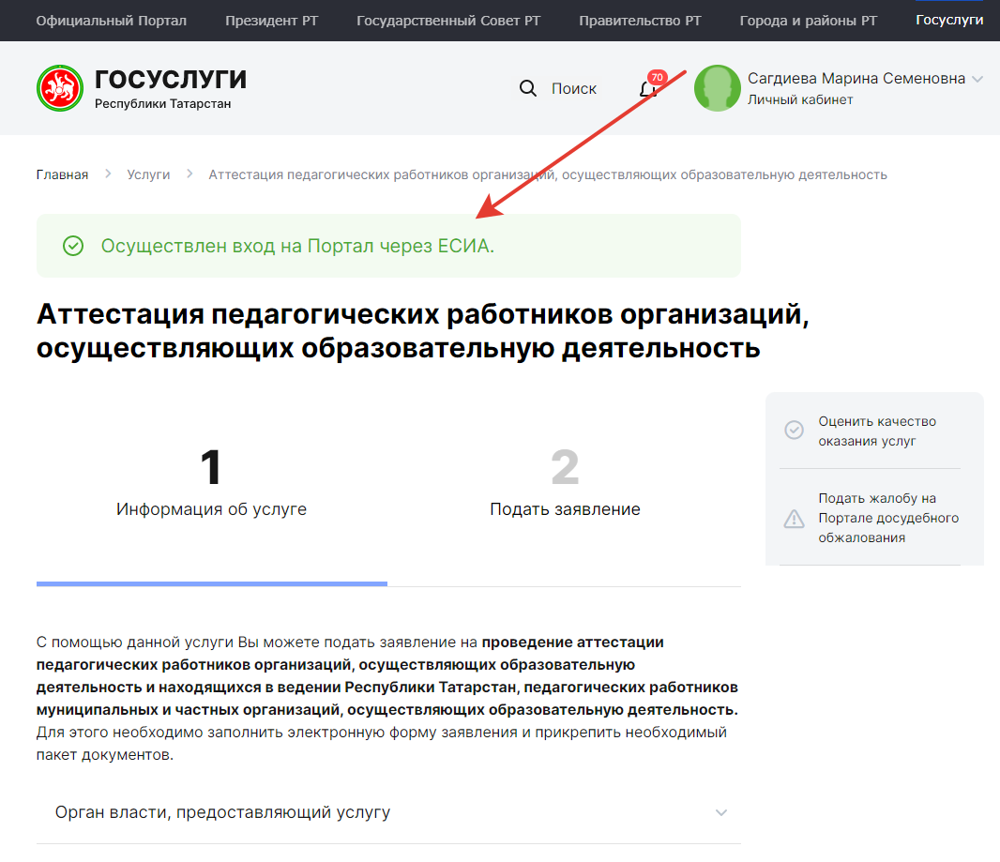 Официальный Портал Президент РТ Государственный Совет РТ Правительство РТ Города и районы РТ Госуслуги
ГОСУСЛУГИ
Республики Татарстан
Поиск
70
Сагдиева Марина Семеновна
Личный кабинет
Главная Услуги Аттестация педагогических работников организаций, осуществляющих образовательную деятельность
Осуществлен вход на Портал через ЕСИА.
Аттестация педагогических работников организаций,
осуществляющих образовательную деятельность
1
Информация об услуге
2
Подать заявление
Оценить качество
оказания услуг
Подать жалобу на
Портале досудебного
обжалования
С помощью данной услуги Вы можете подать заявление на проведение аттестации
педагогических работников организаций, осуществляющих образовательную
деятельность и находящихся в ведении Республики Татарстан, педагогических работников
муниципальных и частных организаций, осуществляющих образовательную деятельность.
Для этого необходимо заполнить электронную форму заявления и прикрепить необходимый
пакет документов.
Орган власти, предоставляющий услугу